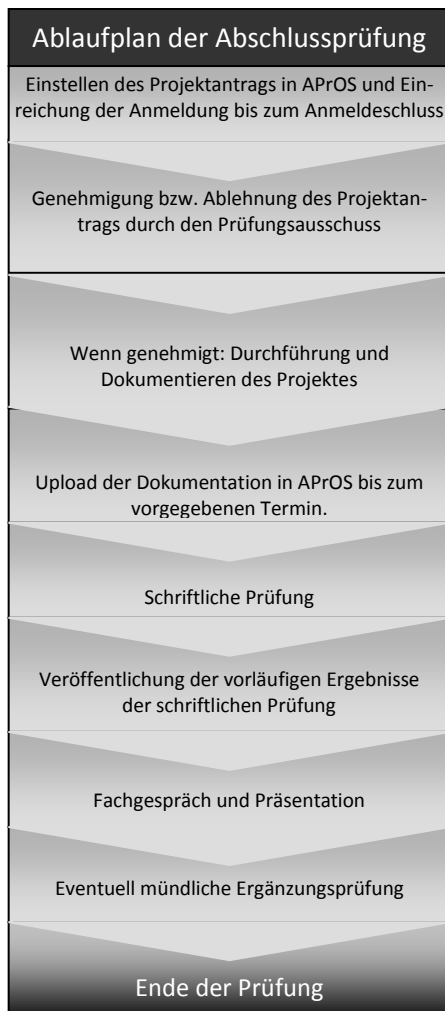 Ablaufplan der Abschlussprüfung
Einstellen des Projektantrags in APrOS und Ein-
reichung der Anmeldung bis zum Anmeldeschluss
Genehmigung bzw. Ablehnung des Projektan-
trags durch den Prüfungsausschuss
Wenn genehmigt: Durchführung und
Dokumentieren des Projektes
Upload der Dokumentation in APrOS bis zum
vorgegebenen Termin.
Schriftliche Prüfung
Veröffentlichung der vorläufigen Ergebnisse
der schriftlichen Prüfung
Fachgespräch und Präsentation
Eventuell mündliche Ergänzungsprüfung
Ende der Prüfung